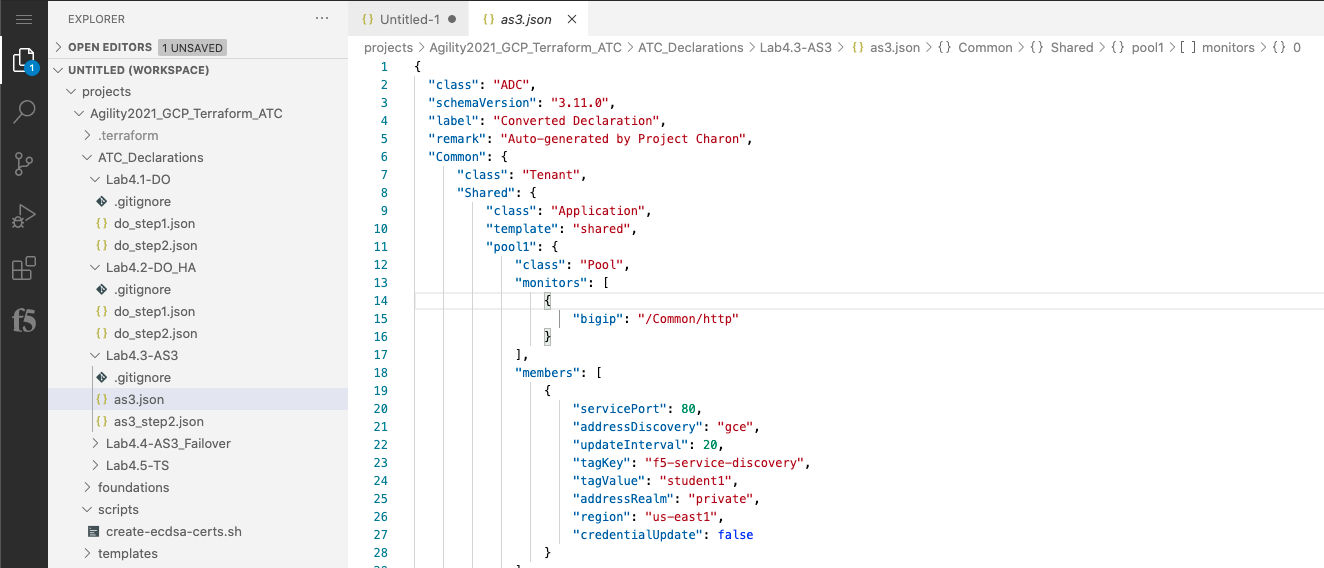 EXPLORER
OPEN EDITORS 1 UNSAVED
UNTITLED (WORKSPACE)
projects
Agility2021_GCP_Terraform_ATC
.terraform
ATC_Declarations
Lab4.1-DO
.gitignore
do_step1.json
do_step2.json
Lab4.2-DO_HA
.gitignore
do_step1.json
do_step2.json
Lab4.3-AS3
.gitignore
as3.json
as3_step2.json
Lab4.4-AS3_Failover
Lab4.5-TS
foundations
scripts
create-ecdsa-certs.sh
templates
1
f5
{} Untitled-1 ● {} as3.json ×
projects > Agility2021_GCP_Terraform_ATC > ATC_Declarations > Lab4.3-AS3 > {} as3.json > {} Common > {} Shared > {} pool1 > [ ] monitors > {} 0
1 {
2 "class": "ADC",
3 "schemaVersion": "3.11.0",
4 "label": "Converted Declaration",
5 "remark": "Auto-generated by Project Charon",
6 "Common": {
7 "class": "Tenant",
8 "Shared": {
9 "class": "Application",
10 "template": "shared",
11 "pool1": {
12 "class": "Pool",
13 "monitors": [
14 {
15 "bigip": "/Common/http"
16 }
17 ],
18 "members": [
19 {
20 "servicePort": 80,
21 "addressDiscovery": "gce",
22 "updateInterval": 20,
23 "tagKey": "f5-service-discovery",
24 "tagValue": "student1",
25 "addressRealm": "private",
26 "region": "us-east1",
27 "credentialUpdate": false
28 }